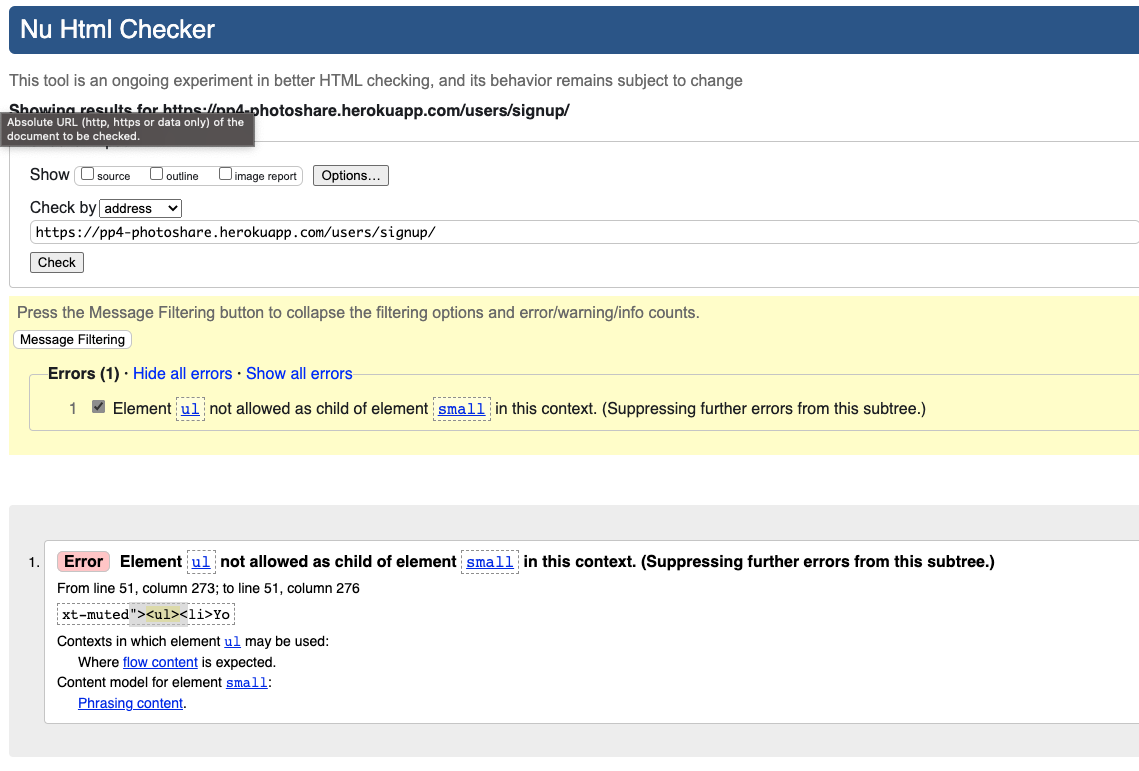 Nu Html Checker
This tool is an ongoing experiment in better HTML checking, and its behavior remains subject to change
Showing results for https://pp4-photoshare.herokuapp.com/users/signup/
Absolute URL (http, https or data only) of the
document to be checked.
Show source outline image report Options...
Check by address
https://pp4-photoshare.herokuapp.com/users/signup/
Check
Press the Message Filtering button to collapse the filtering options and error/warning/info counts.
Message Filtering
Errors (1) · Hide all errors · Show all errors
1 Element ul not allowed as child of element small in this context. (Suppressing further errors from this subtree.)
1. Error Element ul not allowed as child of element small in this context. (Suppressing further errors from this subtree.)
From line 51, column 273; to line 51, column 276
xt-muted"><ul><li>Yo
Contexts in which element ul may be used:
Where flow content is expected.
Content model for element small:
Phrasing content.